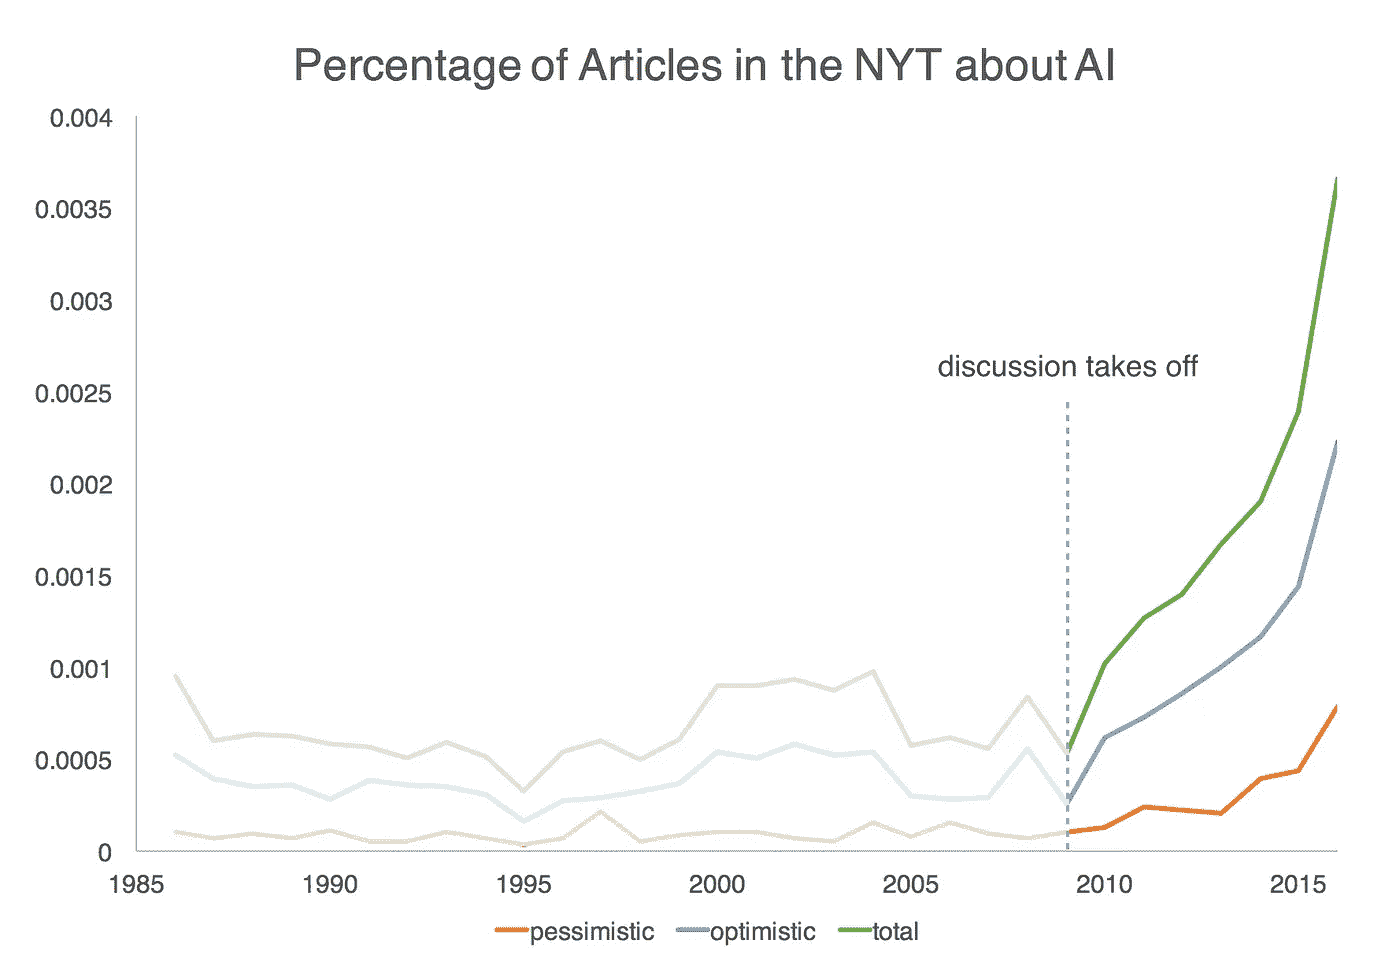 Percentage of Articles in the NYT about AI
0.004
0.0035
0.003
0.0025
0.002
0.0015
0.001
0.0005
0
discussion takes off
1985 1990 1995 2000 2005 2010 2015
pessimistic optimistic total